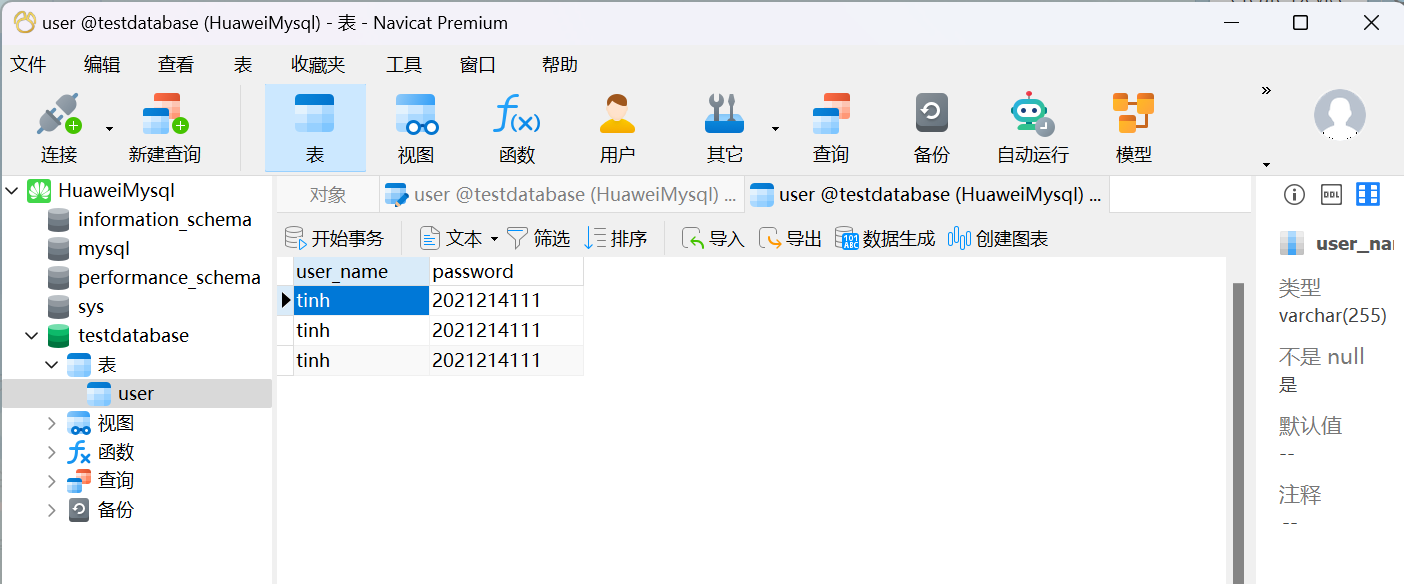 user @testdatabase (HuaweiMysql) - 表 - Navicat Premium
文件 编辑 查看 表 收藏夹 工具 窗口 帮助
连接 新建查询 表 视图 函数 用户 其它 查询 备份 自动运行 模型
HuaweiMysql
information_schema
mysql
performance_schema
sys
testdatabase
表
user
视图
函数
查询
备份
对象 user @testdatabase (HuaweiMysql) ... user @testdatabase (HuaweiMysql) ...
开始事务 文本 筛选 排序 导入 导出 数据生成 创建图表
user_name password
tinh 2021214111
tinh 2021214111
tinh 2021214111
DDL
user_na
类型
varchar(255)
不是 null
是
默认值
--
注释
--